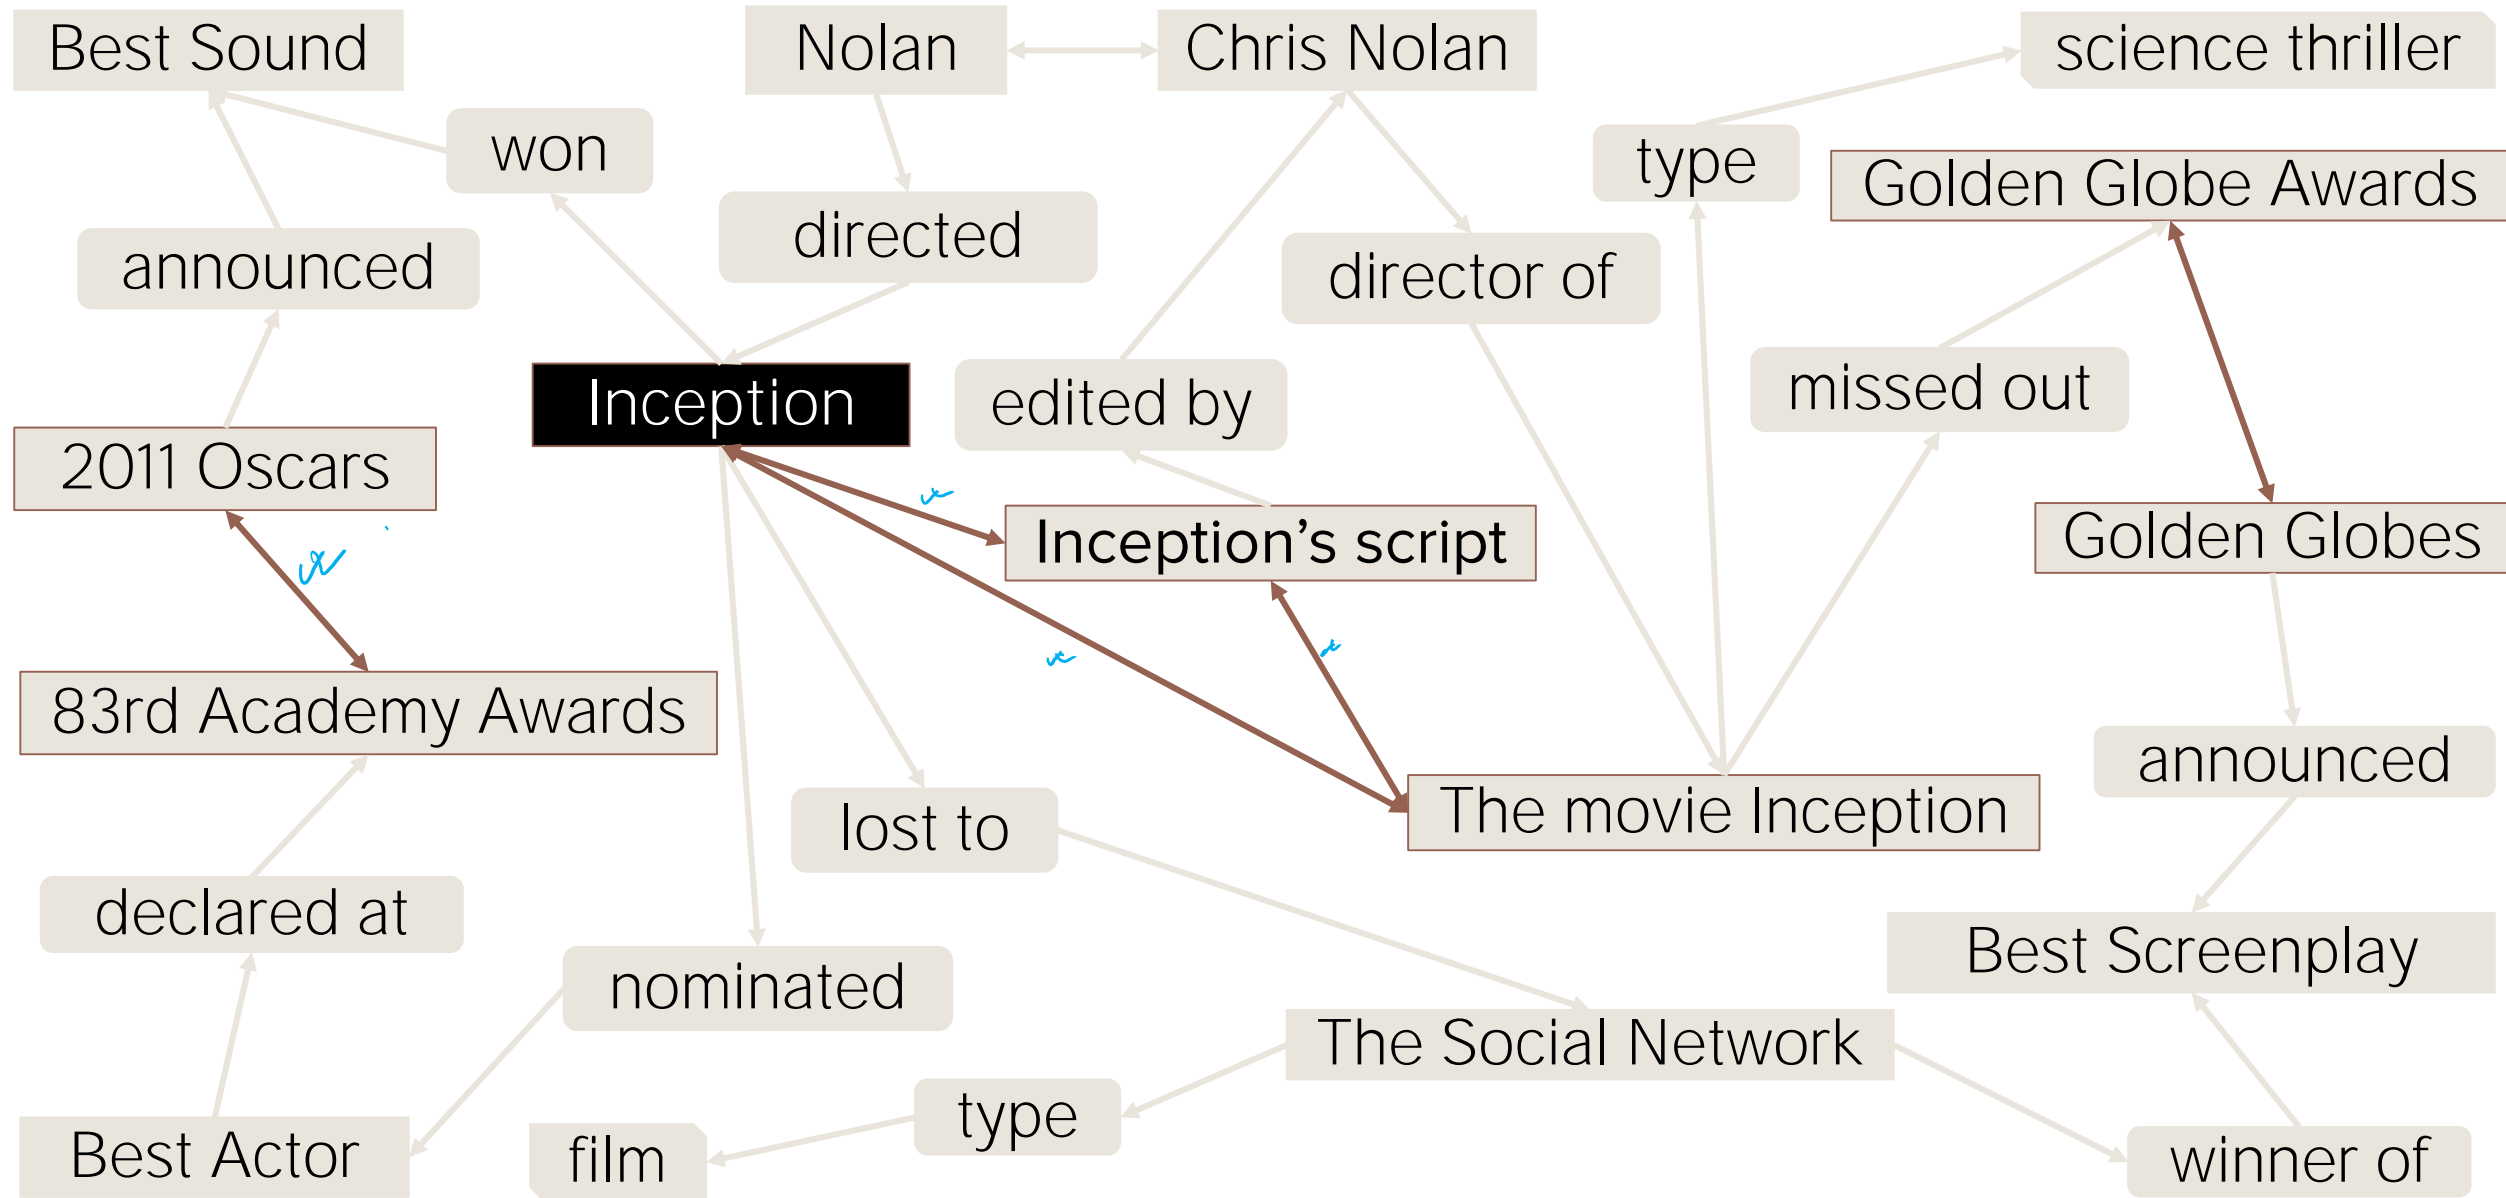 Best Sound
Nolan
Chris Nolan
science thriller
won
type
Golden Globe Awards
directed
announced
director of
Inception
edited by
missed out
2011 Oscars
Inception's script
Golden Globes
83rd Academy Awards
announced
lost to
The movie Inception
declared at
nominated
Best Screenplay
The Social Network
type
Best Actor
film
winner of